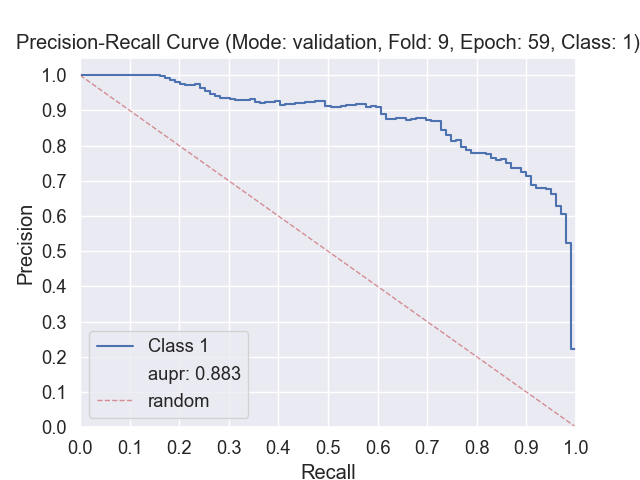 Precision-Recall Curve (Mode: validation, Fold: 9, Epoch: 59, Class: 1)
1.0
0.9
0.8
0.7
0.6
0.5
0.4
0.3
0.2
0.1
0.0
Precision
Class 1
aupr: 0.883
random
0.0 0.1 0.2 0.3 0.4 0.5 0.6 0.7 0.8 0.9 1.0
Recall